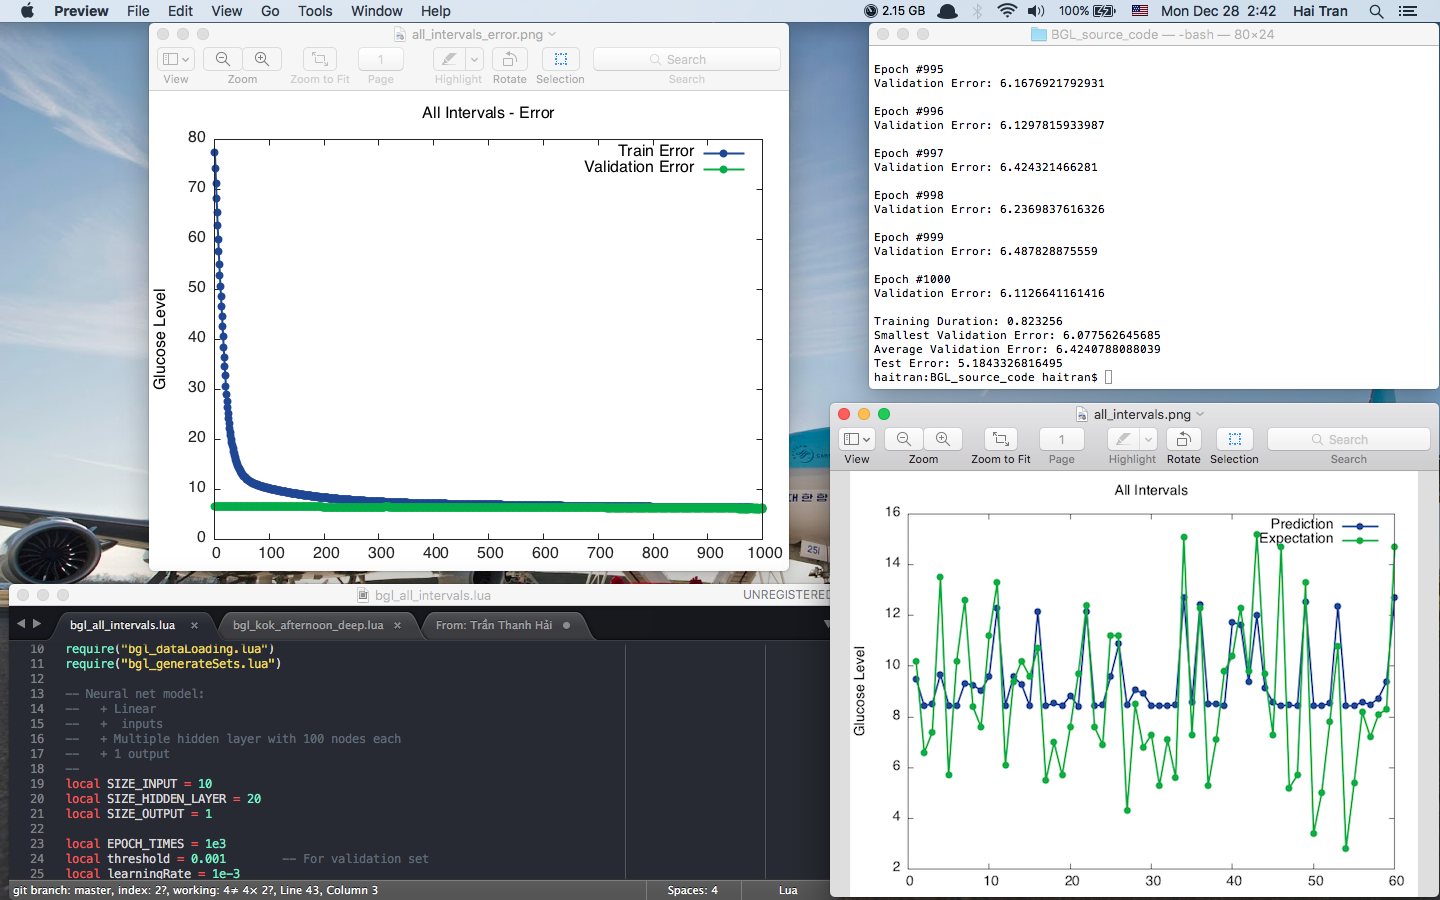 Preview File Edit View Go Tools Window Help 2.15 GB 100% Mon Dec 28 2:42 Hai Tran
all_intervals_error.png
1 Search
View Zoom Zoom to Fit Page Highlight Rotate Selection Search
All Intervals - Error
Train Error
Validation Error
Glucose Level
80
70
60
50
40
30
20
10
0
0 100 200 300 400 500 600 700 800 900 1000
BGL_source_code — -bash — 80×24
Epoch #995
Validation Error: 6.1676921792931
Epoch #996
Validation Error: 6.1297815933987
Epoch #997
Validation Error: 6.424321466281
Epoch #998
Validation Error: 6.2369837616326
Epoch #999
Validation Error: 6.487828875559
Epoch #1000
Validation Error: 6.1126641161416
Training Duration: 0.823256
Smallest Validation Error: 6.077562645685
Average Validation Error: 6.4240788088039
Test Error: 5.1843326816495
haitran:BGL_source_code haitran$
대한항
251
bgl_all_intervals.lua UNREGISTERED
bgl_all_intervals.lua × bgl_kok_afternoon_deep.lua × From: Trần Thanh Hải
10 require("bgl_dataLoading.lua")
11 require("bgl_generateSets.lua")
12
13 -- Neural net model:
14 -- + Linear
15 -- + inputs
16 -- + Multiple hidden layer with 100 nodes each
17 -- + 1 output
18 --
19 local SIZE_INPUT = 10
20 local SIZE_HIDDEN_LAYER = 20
21 local SIZE_OUTPUT = 1
22
23 local EPOCH_TIMES = 1e3
24 local threshold = 0.001 -- For validation set
25 local learningRate = 1e-3
git branch: master, index: 2?, working: 4≠ 4× 2?, Line 43, Column 3 Spaces: 4 Lua
all_intervals.png
1 Search
View Zoom Zoom to Fit Page Highlight Rotate Selection Search
All Intervals
Prediction
Expectation
Glucose Level
16
14
12
10
8
6
4
2
0 10 20 30 40 50 60